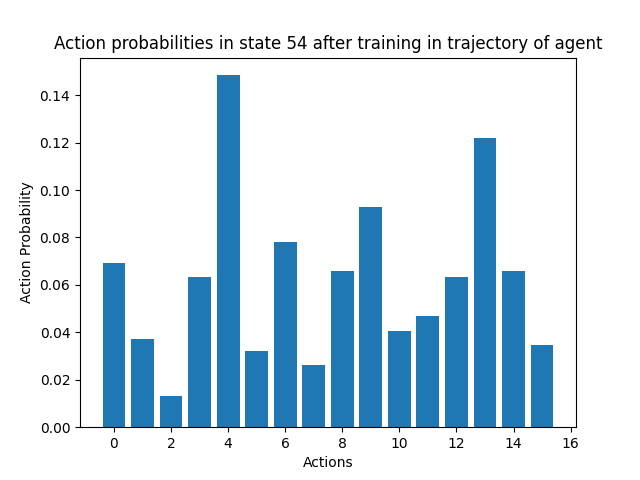 Action probabilities in state 54 after training in trajectory of agent
0.14
0.12
0.10
0.08
0.06
0.04
0.02
0.00
Action Probability
0 2 4 6 8 10 12 14 16
Actions